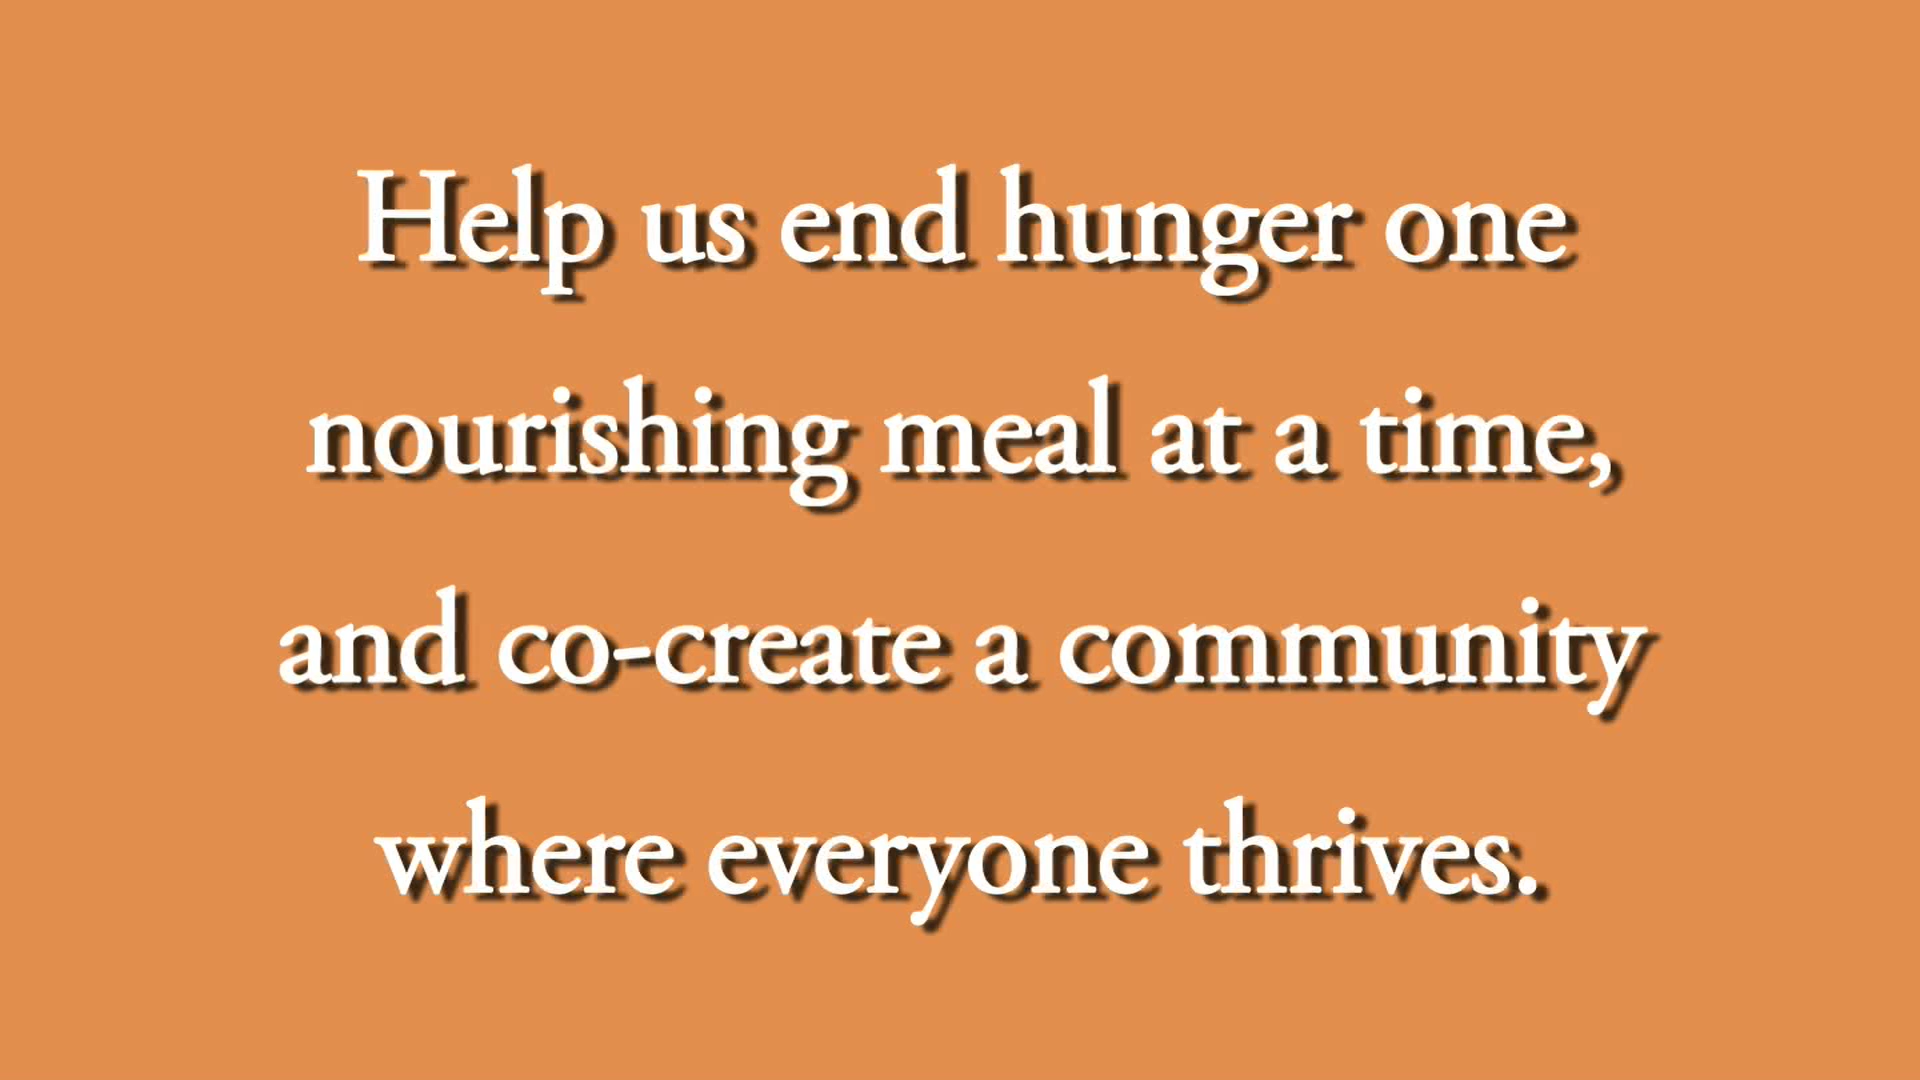 Help us end hunger one
nourishing meal at a time,
and co-create a community
where everyone thrives.